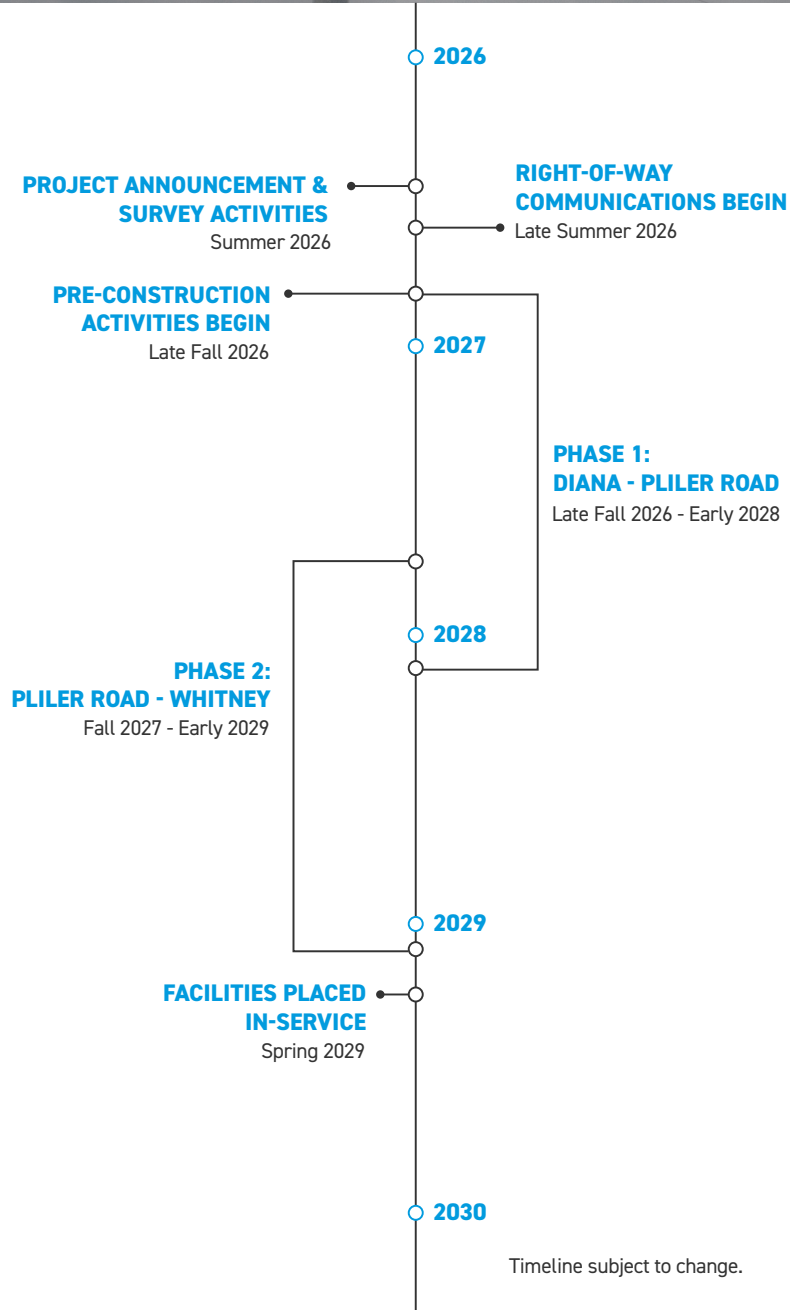 2026
PROJECT ANNOUNCEMENT &
SURVEY ACTIVITIES
Summer 2026
RIGHT-OF-WAY
COMMUNICATIONS BEGIN
Late Summer 2026
PRE-CONSTRUCTION
ACTIVITIES BEGIN
Late Fall 2026
2027
PHASE 1:
DIANA - PLILER ROAD
Late Fall 2026 - Early 2028
2028
PHASE 2:
PLILER ROAD - WHITNEY
Fall 2027 - Early 2029
2029
FACILITIES PLACED
IN-SERVICE
Spring 2029
2030
Timeline subject to change.